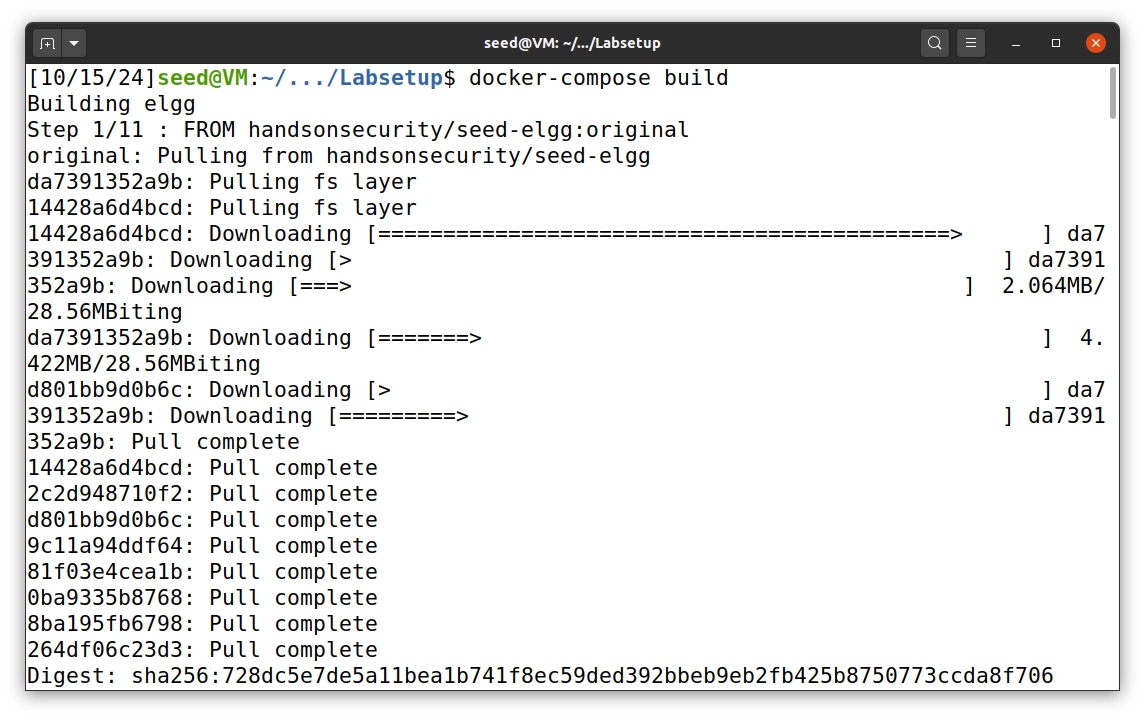 seed@VM: ~/.../Labsetup
[10/15/24]seed@VM:~/.../Labsetup$ docker-compose build
Building elgg
Step 1/11 : FROM handsonsecurity/seed-elgg:original
original: Pulling from handsonsecurity/seed-elgg
da7391352a9b: Pulling fs layer
14428a6d4bcd: Pulling fs layer
14428a6d4bcd: Downloading [============================================>      ] da7
391352a9b: Downloading [>                                                  ] da7391
352a9b: Downloading [===>                                               ]  2.064MB/
28.56MBiting
da7391352a9b: Downloading [=======>                                           ]  4.
422MB/28.56MBiting
d801bb9d0b6c: Downloading [>                                                  ] da7
391352a9b: Downloading [=========>                                         ] da7391
352a9b: Pull complete
14428a6d4bcd: Pull complete
2c2d948710f2: Pull complete
d801bb9d0b6c: Pull complete
9c11a94ddf64: Pull complete
81f03e4cea1b: Pull complete
0ba9335b8768: Pull complete
8ba195fb6798: Pull complete
264df06c23d3: Pull complete
Digest: sha256:728dc5e7de5a11bea1b741f8ec59ded392bbeb9eb2fb425b8750773ccda8f706